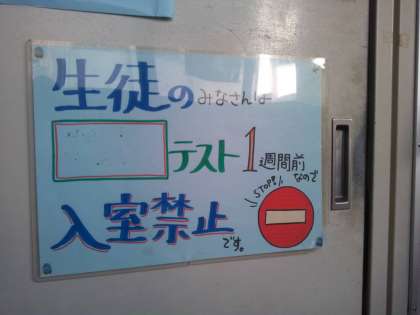 生徒のみなさんは
テスト1週間前なので
STOP!!
入室禁止です。